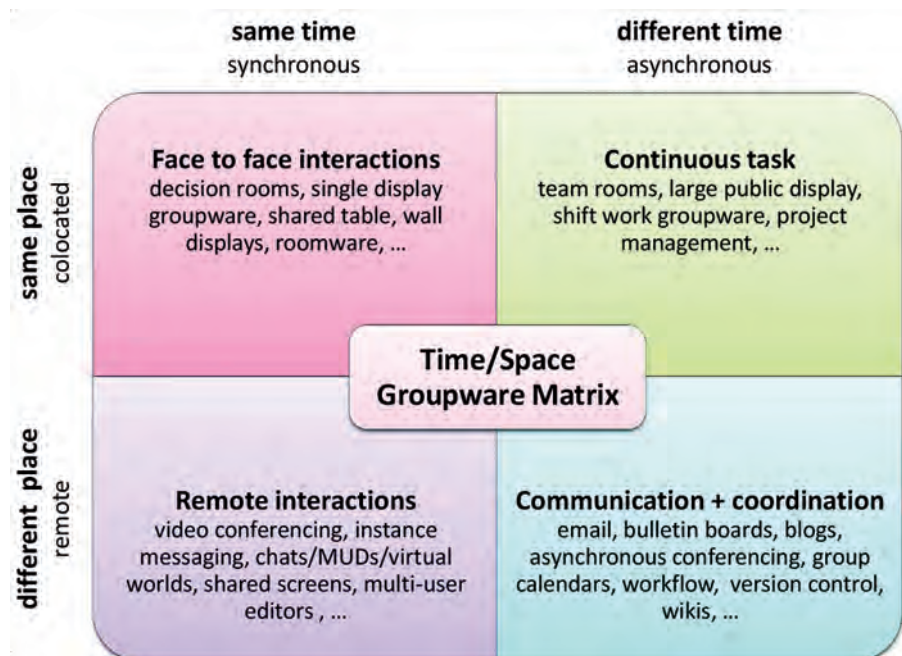 same time
synchronous
different time
asynchronous
same place
colocated
Face to face interactions
decision rooms, single display
groupware, shared table, wall
displays, roomware, ...
Continuous task
team rooms, large public display,
shift work groupware, project
management, ...
Time/Space
Groupware Matrix
different place
remote
Remote interactions
video conferencing, instance
messaging, chats/MUDs/virtual
worlds, shared screens, multi-user
editors , ...
Communication + coordination
email, bulletin boards, blogs,
asynchronous conferencing, group
calendars, workflow, version control,
wikis, ...